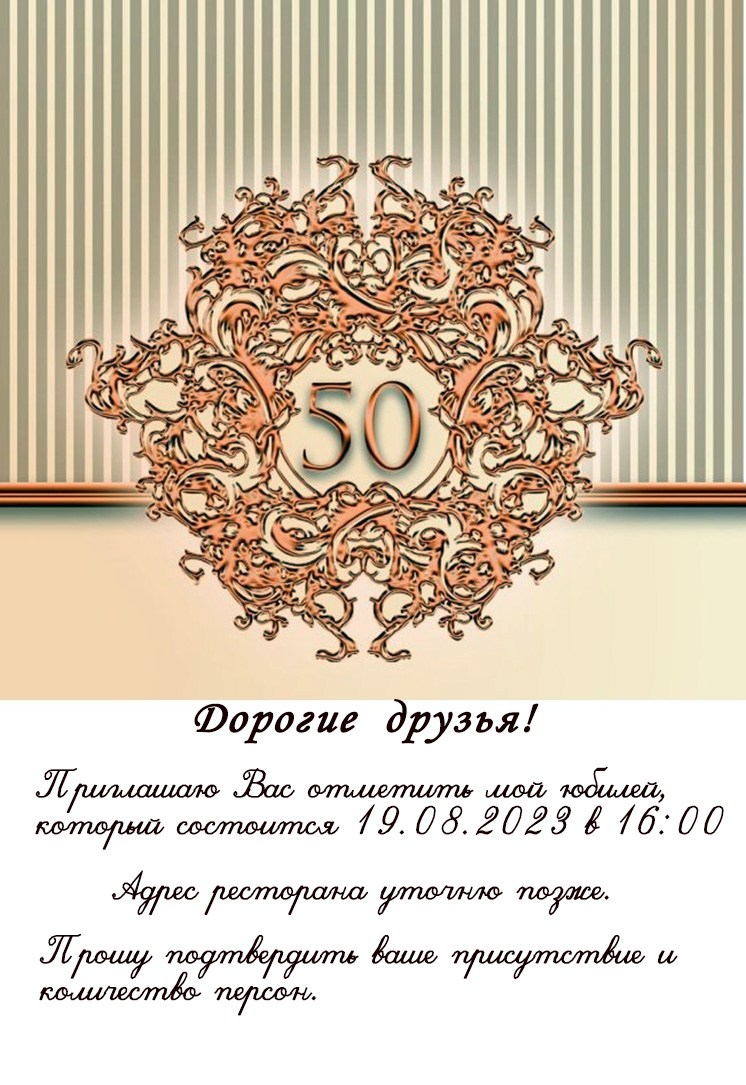 50
Дорогие друзья!
Приглашаю Вас отметить мой юбилей,
который состоится 19.08.2023 в 16:00
Адрес ресторана уточню позже.
Прошу подтвердить ваше присутствие и
количество персон.